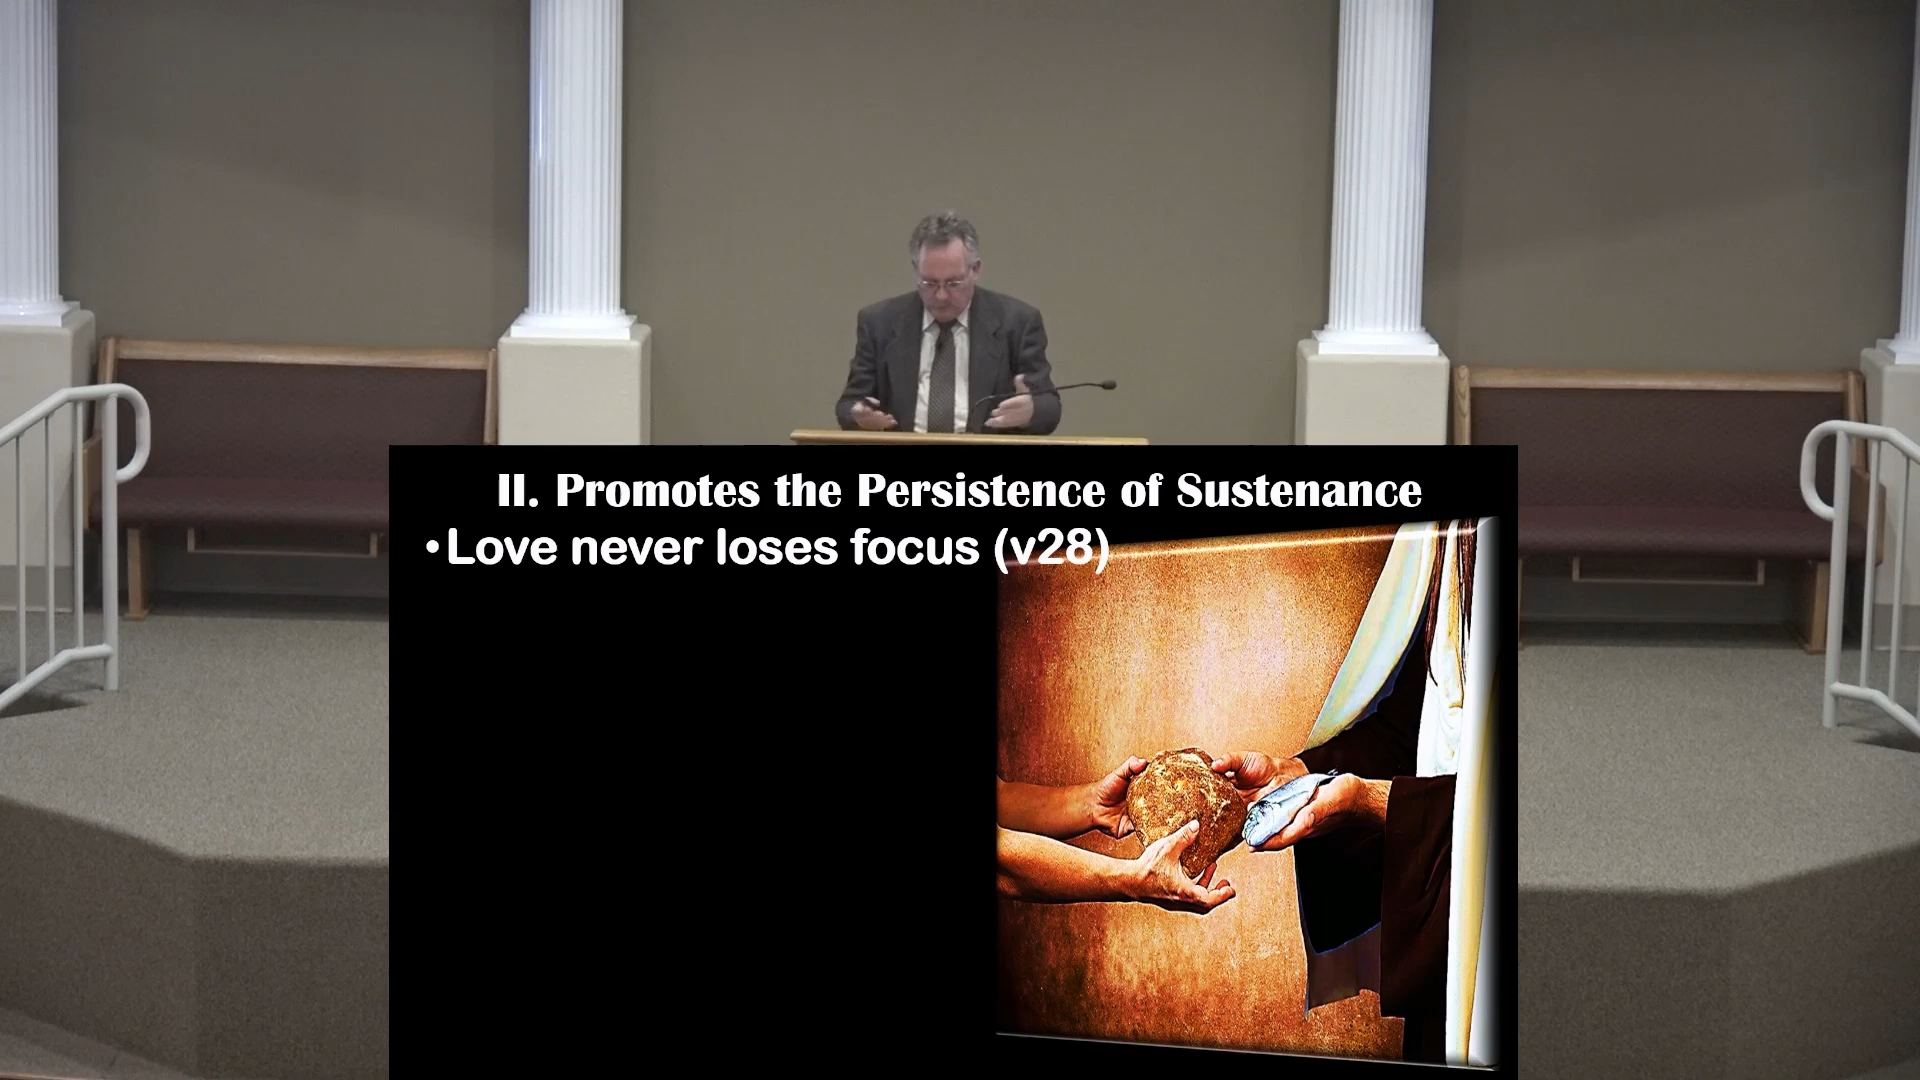 II. Promotes the Persistence of Sustenance
•Love never loses focus (v28)